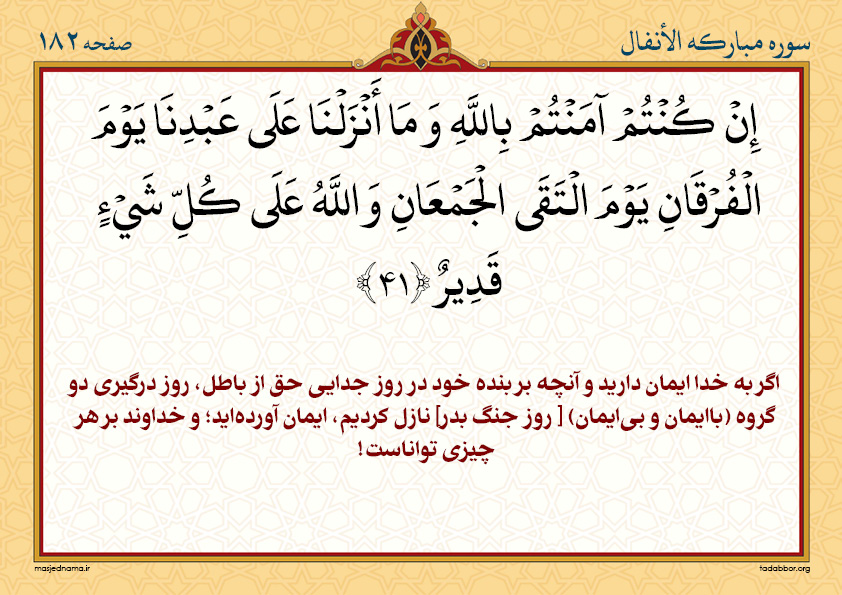 سوره مبارکه الأنفال
صفحه ۱۸۲
إِنْ كُنْتُمْ آمَنْتُمْ بِاللَّهِ وَ مَا أَنْزَلْنَا عَلَى عَبْدِنَا يَوْمَ
الْفُرْقَانِ يَوْمَ الْتَقَى الْجَمْعَانِ وَ اللَّهُ عَلَى كُلِّ شَيْءٍ
قَدِيرٌ ﴿۴۱﴾
اگر به خدا ایمان دارید و آنچه بر بنده خود در روز جدایی حق از باطل، روز درگیری دو
گروه (باایمان و بی‌ایمان) [ روز جنگ بدر] نازل کردیم، ایمان آورده‌اید؛ و خداوند بر هر
چیزی تواناست!
masjednama.ir
tadabbor.org